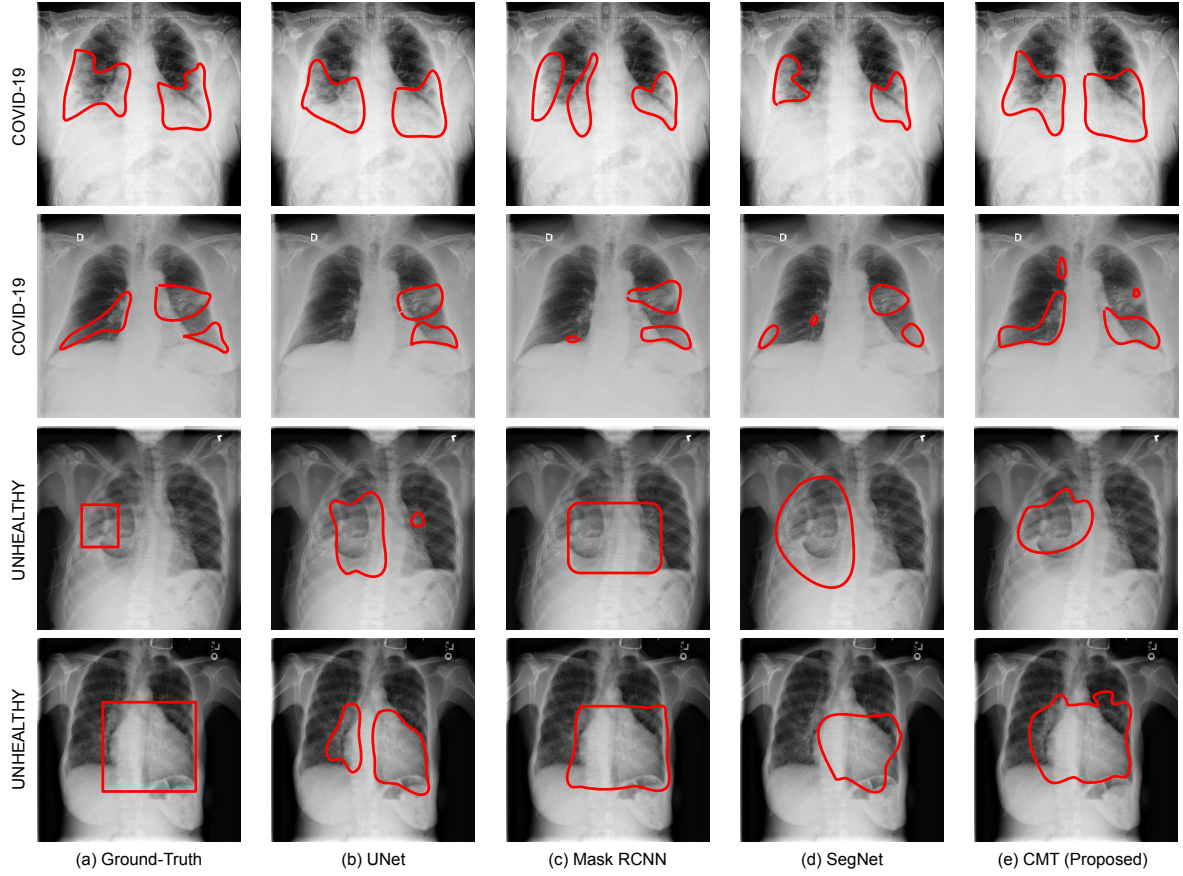 COVID-19
COVID-19
D
D
D
D
D
UNHEALTHY
r
r
r
r
r
UNHEALTHY
(a) Ground-Truth
(b) UNet
(c) Mask RCNN
(d) SegNet
(e) CMT (Proposed)